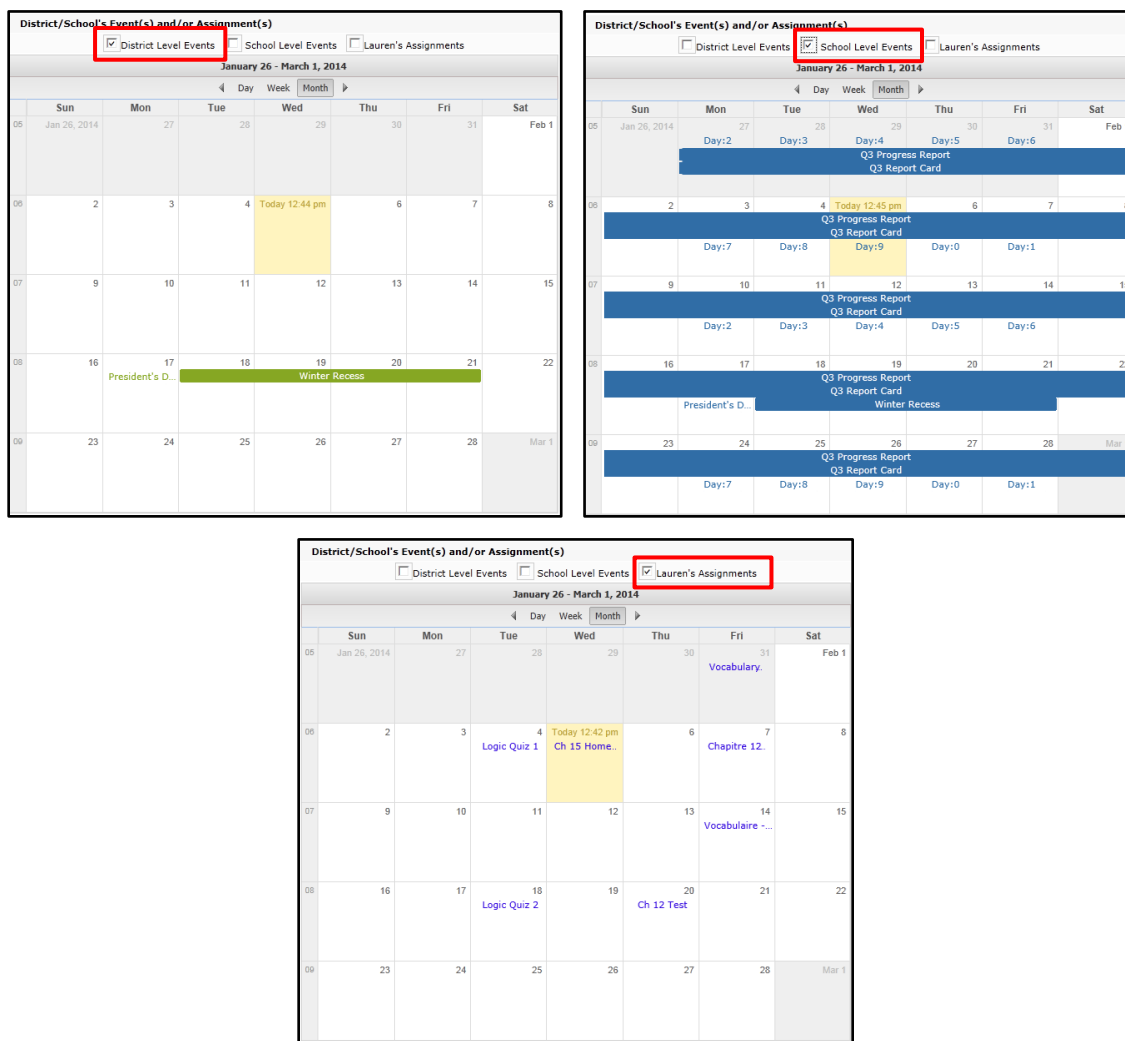 District/School's Event(s) and/or Assignment(s)
District Level Events School Level Events Lauren's Assignments
January 26 - March 1, 2014
Day Week Month
Sun Mon Tue Wed Thu Fri Sat
05 Jan 26, 2014 27 28 29 30 31 Feb 1
06 2 3 4 Today 12:44 pm 6 7 8
07 9 10 11 12 13 14 15
08 16 17 18 19 20 21 22
President's D... Winter Recess
09 23 24 25 26 27 28 Mar 1
District/School's Event(s) and/or Assignment(s)
District Level Events School Level Events Lauren's Assignments
January 26 - March 1, 2014
Day Week Month
Sun Mon Tue Wed Thu Fri Sat
05 Jan 26, 2014 27 28 29 30 31 Feb
Day:2 Day:3 Day:4 Day:5 Day:6
Q3 Progress Report
Q3 Report Card
06 2 3 4 Today 12:45 pm 6 7
Q3 Progress Report
Q3 Report Card
Day:7 Day:8 Day:9 Day:0 Day:1
07 9 10 11 12 13 14
Q3 Progress Report
Q3 Report Card
Day:2 Day:3 Day:4 Day:5 Day:6
08 16 17 18 19 20 21
Q3 Progress Report
Q3 Report Card
President's D... Winter Recess
09 23 24 25 26 27 28 Mar
Q3 Progress Report
Q3 Report Card
Day:7 Day:8 Day:9 Day:0 Day:1
District/School's Event(s) and/or Assignment(s)
District Level Events School Level Events Lauren's Assignments
January 26 - March 1, 2014
Day Week Month
Sun Mon Tue Wed Thu Fri Sat
05 Jan 26, 2014 27 28 29 30 31 Feb 1
Vocabulary.
06 2 3 4 Today 12:42 pm 6 7 8
Logic Quiz 1 Ch 15 Home.. Chapitre 12..
07 9 10 11 12 13 14 15
Vocabulaire -...
08 16 17 18 19 20 21 22
Logic Quiz 2 Ch 12 Test
09 23 24 25 26 27 28 Mar 1